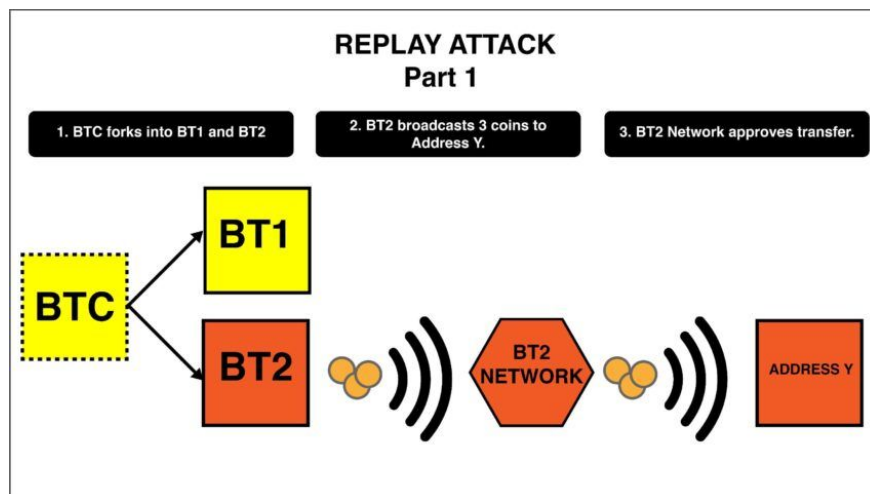 REPLAY ATTACK
Part 1
1. BTC forks into BT1 and BT2
2. BT2 broadcasts 3 coins to
Address Y.
3. BT2 Network approves transfer.
BT1
BTC
BT2
BT2
NETWORK
ADDRESS Y